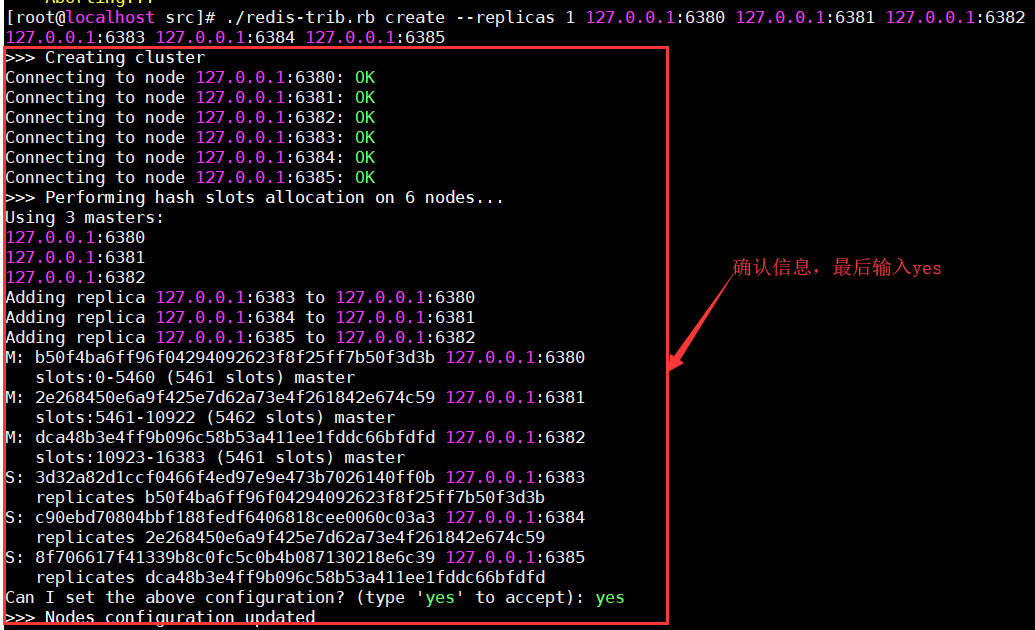 Aborting...
[root@localhost src]# ./redis-trib.rb create --replicas 1 127.0.0.1:6380 127.0.0.1:6381 127.0.0.1:6382
127.0.0.1:6383 127.0.0.1:6384 127.0.0.1:6385
>>> Creating cluster
Connecting to node 127.0.0.1:6380: OK
Connecting to node 127.0.0.1:6381: OK
Connecting to node 127.0.0.1:6382: OK
Connecting to node 127.0.0.1:6383: OK
Connecting to node 127.0.0.1:6384: OK
Connecting to node 127.0.0.1:6385: OK
>>> Performing hash slots allocation on 6 nodes...
Using 3 masters:
127.0.0.1:6380
127.0.0.1:6381
127.0.0.1:6382
Adding replica 127.0.0.1:6383 to 127.0.0.1:6380
Adding replica 127.0.0.1:6384 to 127.0.0.1:6381
Adding replica 127.0.0.1:6385 to 127.0.0.1:6382
M: b50f4ba6ff96f04294092623f8f25ff7b50f3d3b 127.0.0.1:6380
slots:0-5460 (5461 slots) master
M: 2e268450e6a9f425e7d62a73e4f261842e674c59 127.0.0.1:6381
slots:5461-10922 (5462 slots) master
M: dca48b3e4ff9b096c58b53a411ee1fddc66bfdfd 127.0.0.1:6382
slots:10923-16383 (5461 slots) master
S: 3d32a82d1ccf0466f4ed97e9e473b7026140ff0b 127.0.0.1:6383
replicates b50f4ba6ff96f04294092623f8f25ff7b50f3d3b
S: c90ebd70804bbf188fedf6406818cee0060c03a3 127.0.0.1:6384
replicates 2e268450e6a9f425e7d62a73e4f261842e674c59
S: 8f706617f41339b8c0fc5c0b4b087130218e6c39 127.0.0.1:6385
replicates dca48b3e4ff9b096c58b53a411ee1fddc66bfdfd
Can I set the above configuration? (type 'yes' to accept): yes
>>> Nodes configuration updated
确认信息，最后输入yes